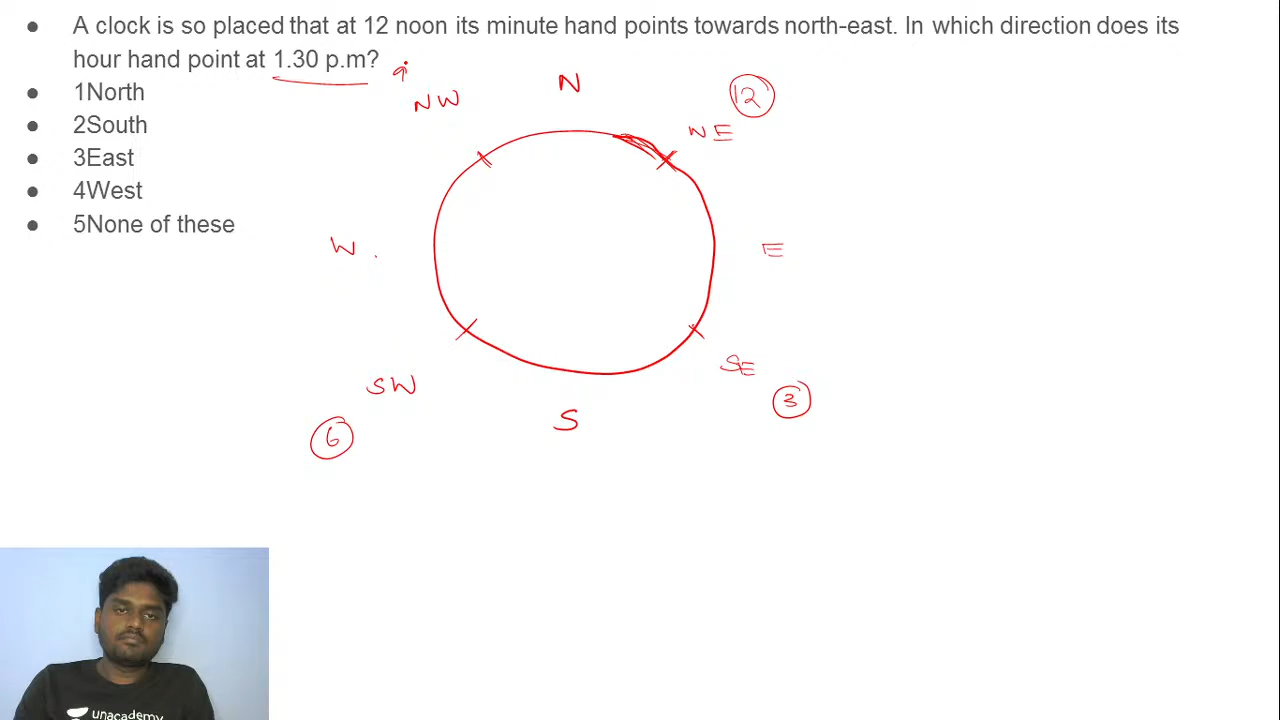 ● A clock is so placed that at 12 noon its minute hand points towards north-east. In which direction does its
hour hand point at 1.30 p.m?
● 1North
● 2South
● 3East
● 4West
● 5None of these
N
NW
12
NE
W
E
SE
SW
3
S
6
unacademy